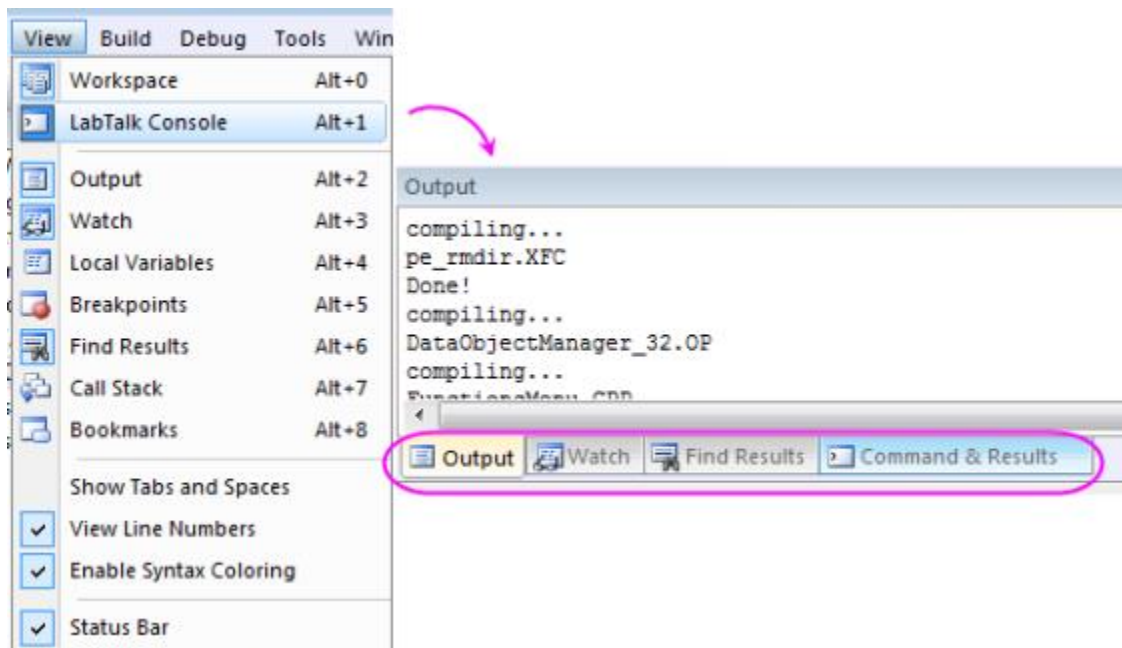 View Build Debug Tools Win
Workspace Alt+0
LabTalk Console Alt+1
Output Alt+2
Watch Alt+3
Local Variables Alt+4
Breakpoints Alt+5
Find Results Alt+6
Call Stack Alt+7
Bookmarks Alt+8
Show Tabs and Spaces
View Line Numbers
Enable Syntax Coloring
Status Bar
Output
compiling...
pe_rmdir.XFC
Done!
compiling...
DataObjectManager_32.OP
compiling...
FunctionsMenu.CPP
Output Watch Find Results Command & Results